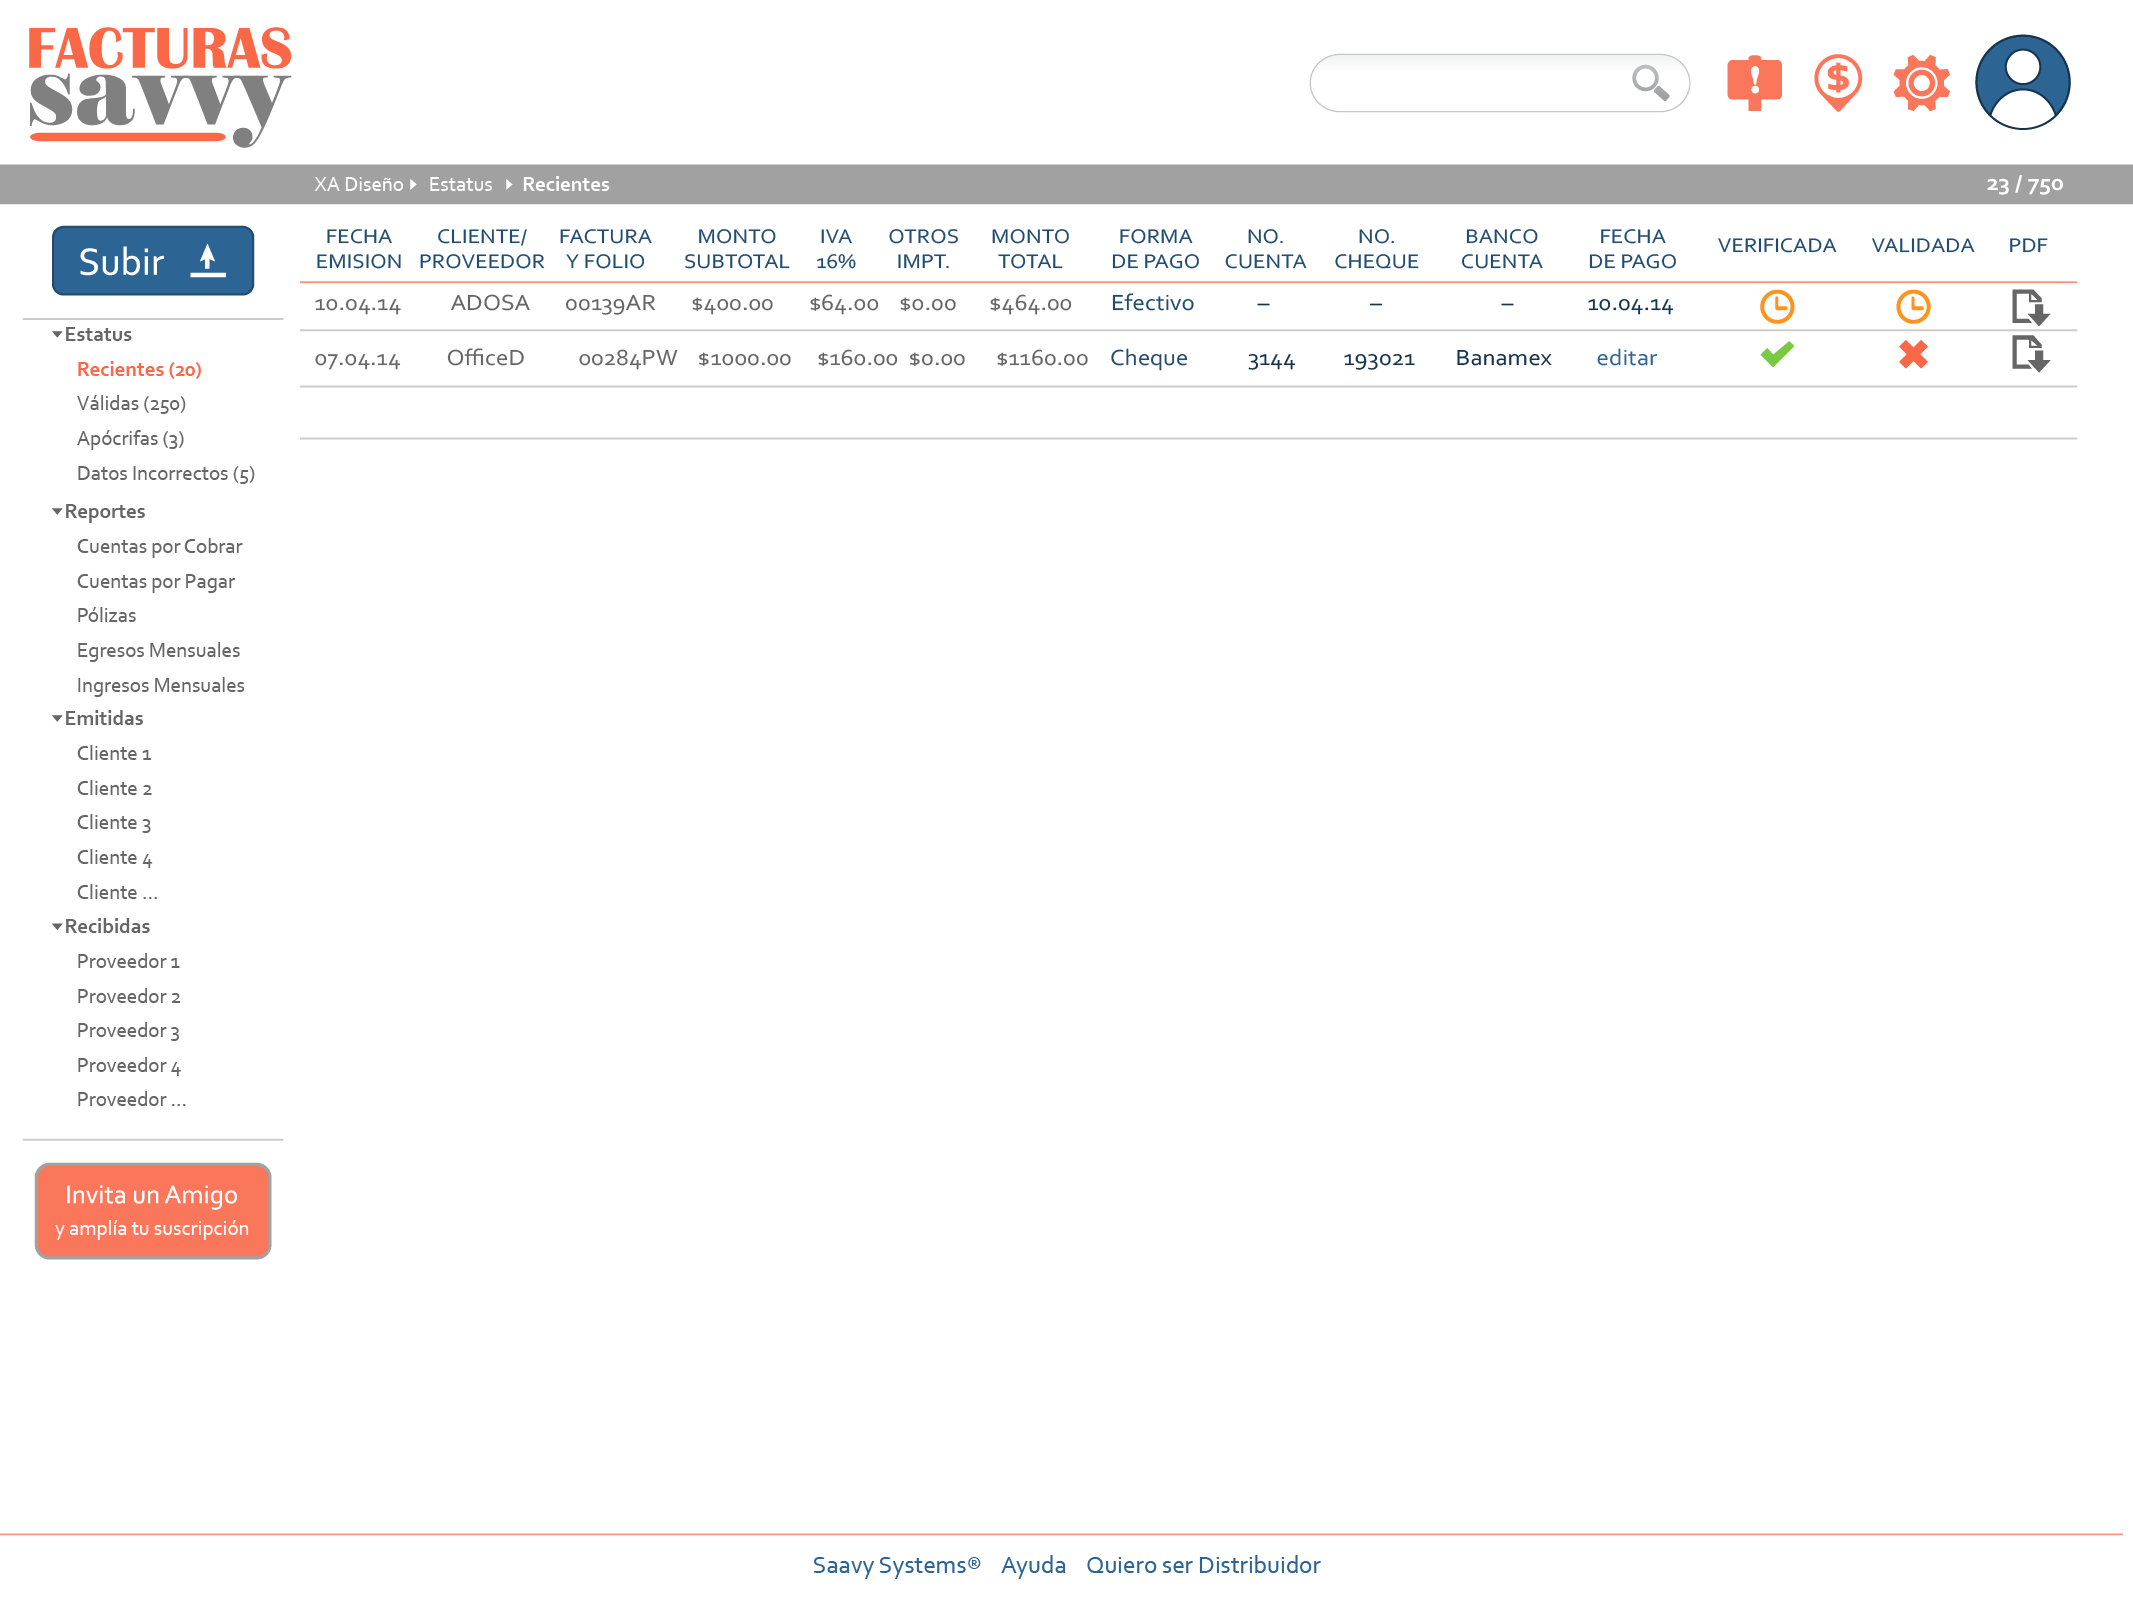 FACTURAS
savvy
XA Diseño Estatus Recientes 23 / 750
Subir
Estatus
Recientes (20)
Válidas (250)
Apócrifas (3)
Datos Incorrectos (5)
Reportes
Cuentas por Cobrar
Cuentas por Pagar
Pólizas
Egresos Mensuales
Ingresos Mensuales
Emitidas
Cliente 1
Cliente 2
Cliente 3
Cliente 4
Cliente ...
Recibidas
Proveedor 1
Proveedor 2
Proveedor 3
Proveedor 4
Proveedor ...
Invita un Amigo
y amplía tu suscripción
FECHA CLIENTE/ FACTURA MONTO IVA OTROS MONTO FORMA NO. NO. BANCO FECHA
EMISION PROVEEDOR Y FOLIO SUBTOTAL 16% IMPT. TOTAL DE PAGO CUENTA CHEQUE CUENTA DE PAGO VERIFICADA VALIDADA PDF
10.04.14 ADOSA 00139AR $400.00 $64.00 $0.00 $464.00 Efectivo – – – 10.04.14
07.04.14 OfficeD 00284PW $1000.00 $160.00 $0.00 $1160.00 Cheque 3144 193021 Banamex editar
Saavy Systems® Ayuda Quiero ser Distribuidor